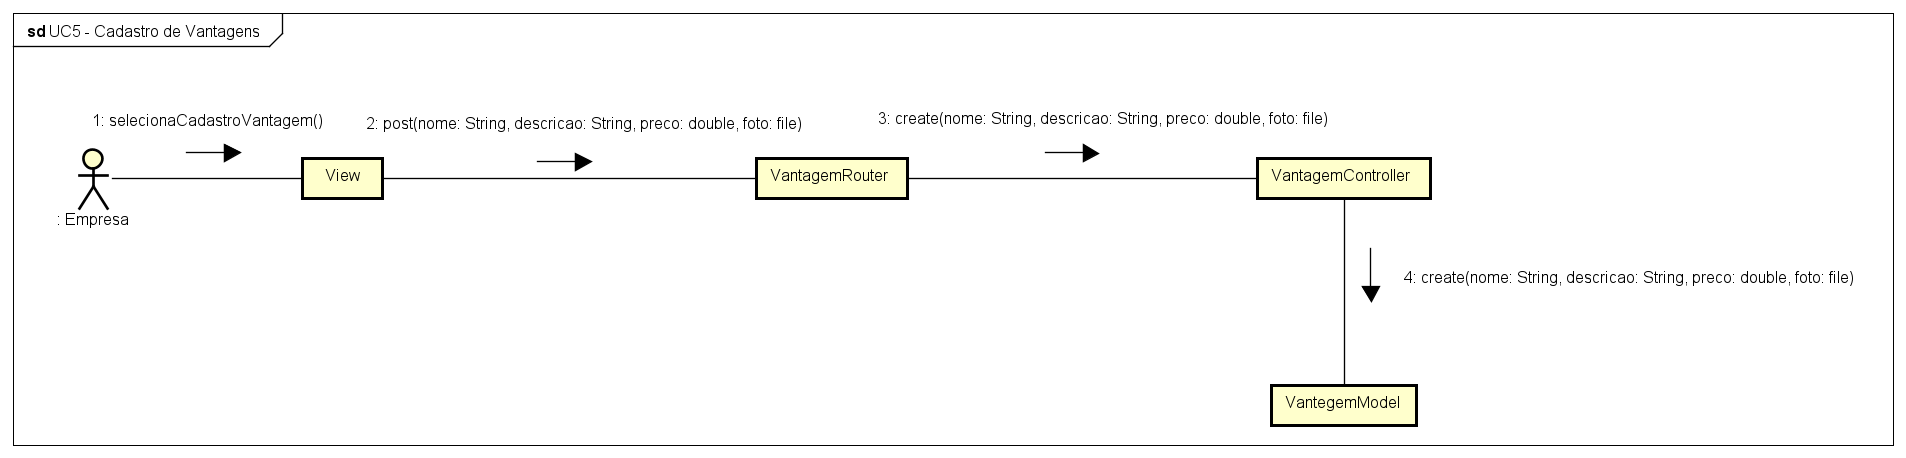 sd UC5 - Cadastro de Vantagens
1: selecionaCadastroVantagem()
2: post(nome: String, descricao: String, preco: double, foto: file)
3: create(nome: String, descricao: String, preco: double, foto: file)
View
VantagemRouter
VantagemController
: Empresa
4: create(nome: String, descricao: String, preco: double, foto: file)
VantegemModel